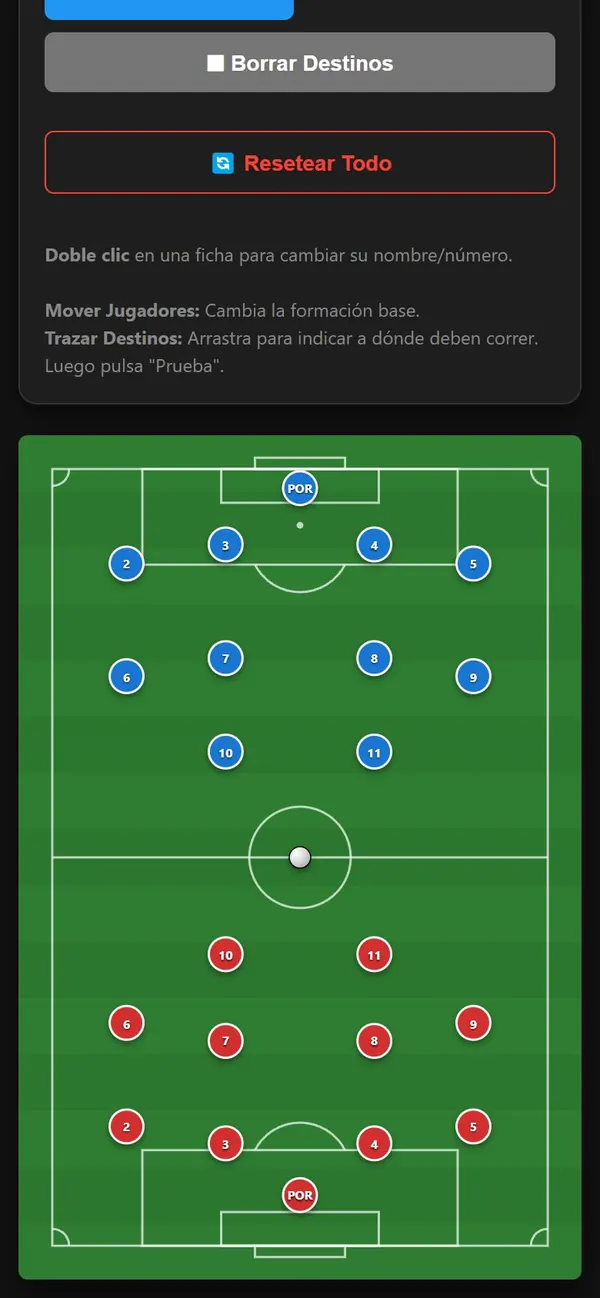 Borrar Destinos
Resetear Todo
Doble clic en una ficha para cambiar su nombre/número.
Mover Jugadores: Cambia la formación base.
Trazar Destinos: Arrastra para indicar a dónde deben correr.
Luego pulsa "Prueba".
POR
3 4
2 5
7 8
6 9
10 11
10 11
6 9
7 8
2 5
3 4
POR